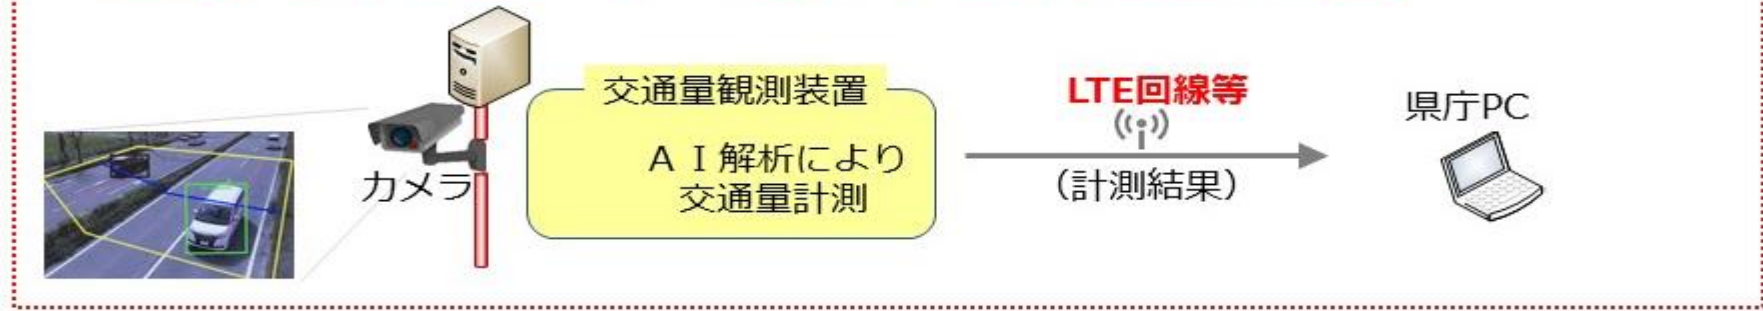 交通量観測装置
ＡＩ解析により
交通量計測
カメラ
LTE回線等
（計測結果）
県庁PC